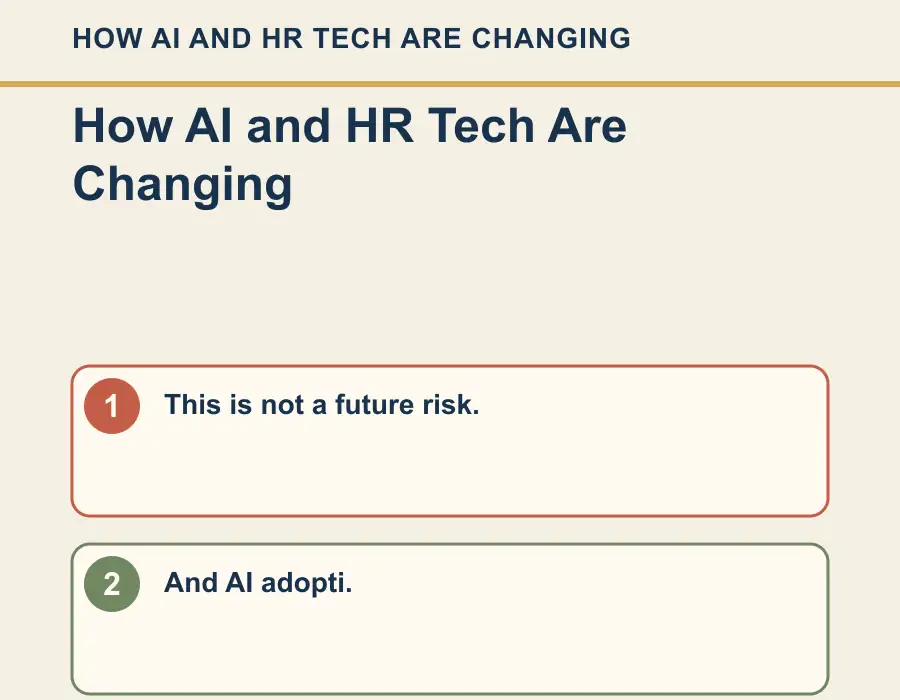 HOW AI AND HR TECH ARE CHANGING
How AI and HR Tech Are
Changing
1
This is not a future risk.
2
And AI adopti.